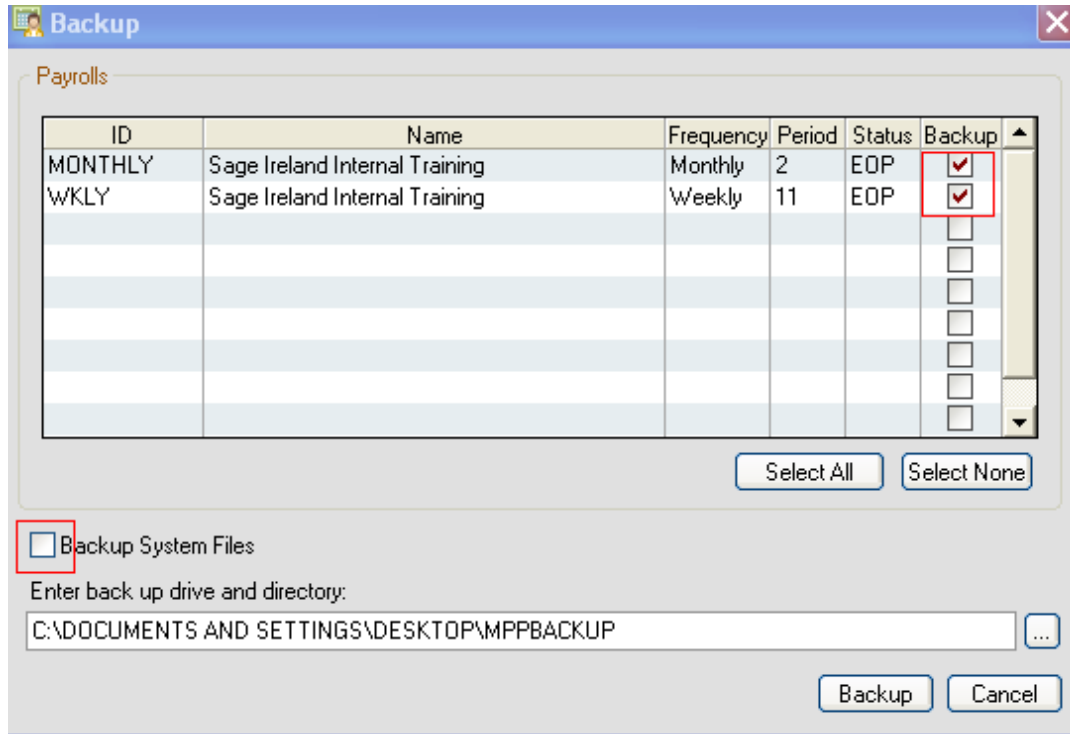 Backup
Payrolls
ID Name Frequency Period Status Backup
MONTHLY Sage Ireland Internal Training Monthly 2 EOP
WKLY Sage Ireland Internal Training Weekly 11 EOP
Select All Select None
Backup System Files
Enter back up drive and directory:
C:\DOCUMENTS AND SETTINGS\DESKTOP\MPPBACKUP ...
Backup Cancel